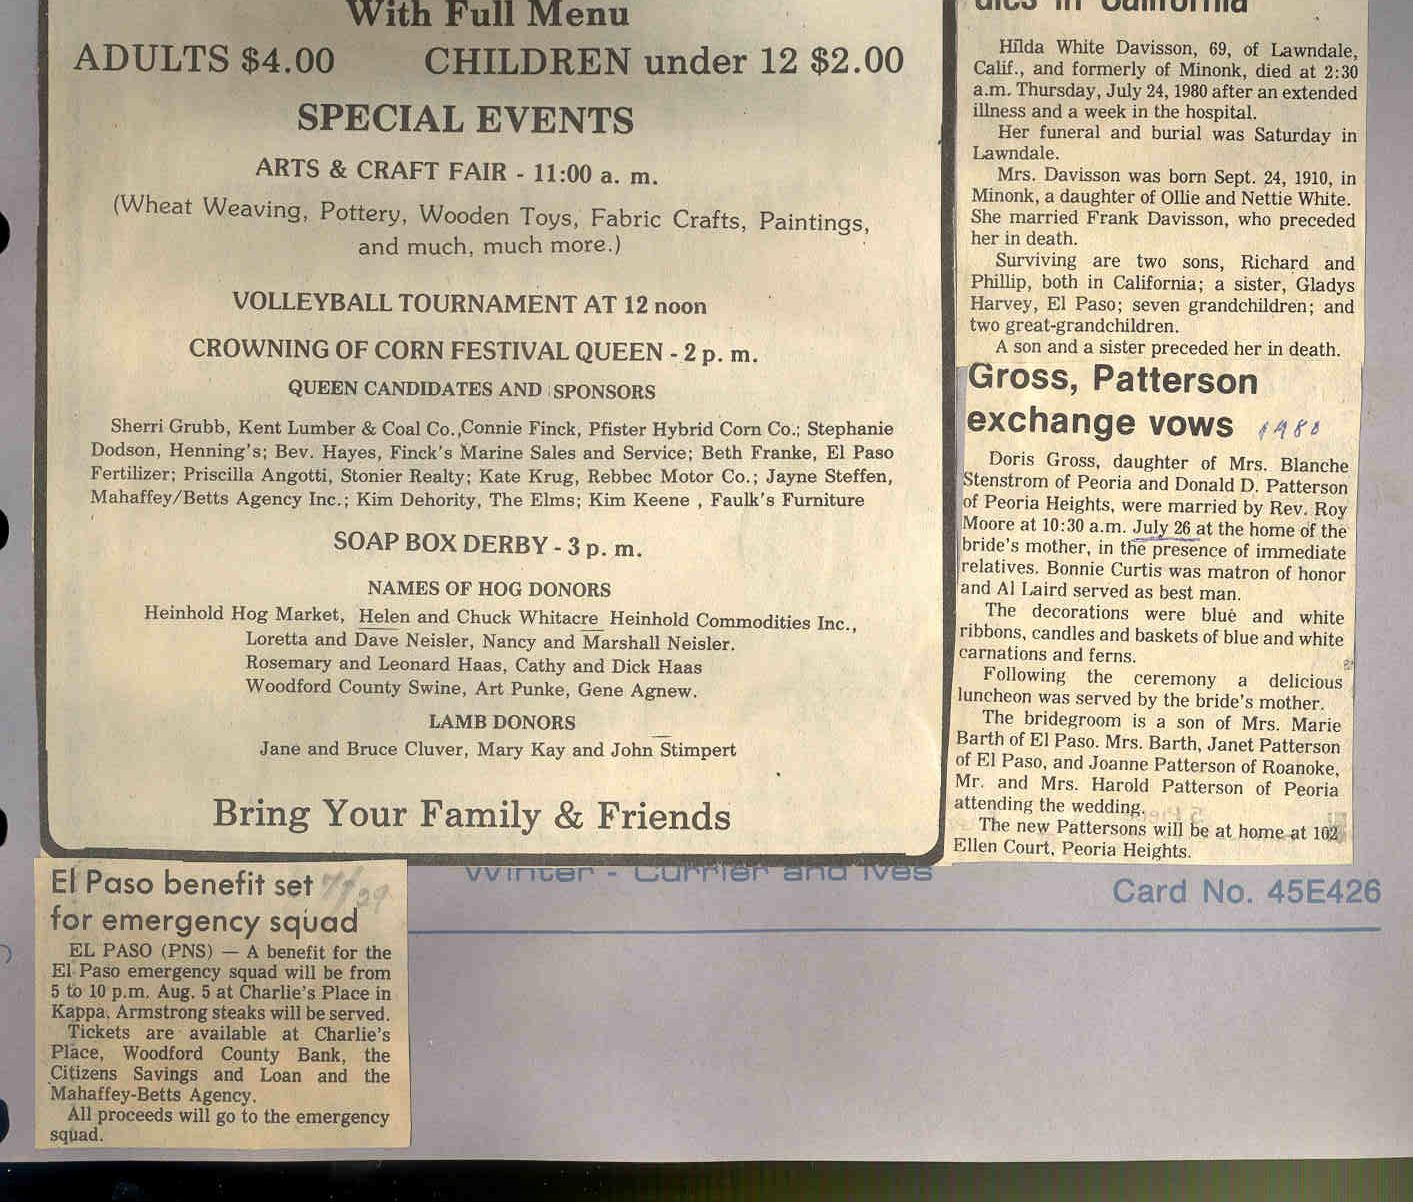 With Full Menu
ADULTS $4.00 CHILDREN under 12 $2.00
SPECIAL EVENTS
ARTS & CRAFT FAIR - 11:00 a. m.
(Wheat Weaving, Pottery, Wooden Toys, Fabric Crafts, Paintings,
and much, much more.)
VOLLEYBALL TOURNAMENT AT 12 noon
CROWNING OF CORN FESTIVAL QUEEN - 2 p. m.
QUEEN CANDIDATES AND SPONSORS
Sherri Grubb, Kent Lumber & Coal Co.,Connie Finck, Pfister Hybrid Corn Co.; Stephanie
Dodson, Henning's; Bev. Hayes, Finck's Marine Sales and Service; Beth Franke, El Paso
Fertilizer; Priscilla Angotti, Stonier Realty; Kate Krug, Rebbec Motor Co.; Jayne Steffen,
Mahaffey/Betts Agency Inc.; Kim Dehority, The Elms; Kim Keene , Faulk's Furniture
SOAP BOX DERBY - 3 p. m.
NAMES OF HOG DONORS
Heinhold Hog Market, Helen and Chuck Whitacre Heinhold Commodities Inc.,
Loretta and Dave Neisler, Nancy and Marshall Neisler.
Rosemary and Leonard Haas, Cathy and Dick Haas
Woodford County Swine, Art Punke, Gene Agnew.
LAMB DONORS
Jane and Bruce Cluver, Mary Kay and John Stimpert
Bring Your Family & Friends
dies in California
Hilda White Davisson, 69, of Lawndale,
Calif., and formerly of Minonk, died at 2:30
a.m. Thursday, July 24, 1980 after an extended
illness and a week in the hospital.
Her funeral and burial was Saturday in
Lawndale.
Mrs. Davisson was born Sept. 24, 1910, in
Minonk, a daughter of Ollie and Nettie White.
She married Frank Davisson, who preceded
her in death.
Surviving are two sons, Richard and
Phillip, both in California; a sister, Gladys
Harvey, El Paso; seven grandchildren; and
two great-grandchildren.
A son and a sister preceded her in death.
Gross, Patterson
exchange vows 1980
Doris Gross, daughter of Mrs. Blanche
Stenstrom of Peoria and Donald D. Patterson
of Peoria Heights, were married by Rev. Roy
Moore at 10:30 a.m. July 26 at the home of the
bride's mother, in the presence of immediate
relatives. Bonnie Curtis was matron of honor
and Al Laird served as best man.
The decorations were blue and white
ribbons, candles and baskets of blue and white
carnations and ferns.
Following the ceremony a delicious
luncheon was served by the bride's mother.
The bridegroom is a son of Mrs. Marie
Barth of El Paso. Mrs. Barth, Janet Patterson
of El Paso, and Joanne Patterson of Roanoke,
Mr. and Mrs. Harold Patterson of Peoria
attending the wedding.
The new Pattersons will be at home at 102
Ellen Court, Peoria Heights.
El Paso benefit set 7/29
for emergency squad
EL PASO (PNS) — A benefit for the
El Paso emergency squad will be from
5 to 10 p.m. Aug. 5 at Charlie's Place in
Kappa. Armstrong steaks will be served.
Tickets are available at Charlie's
Place, Woodford County Bank, the
Citizens Savings and Loan and the
Mahaffey-Betts Agency.
All proceeds will go to the emergency
squad.
Winter - Currier and Ives
Card No. 45E426